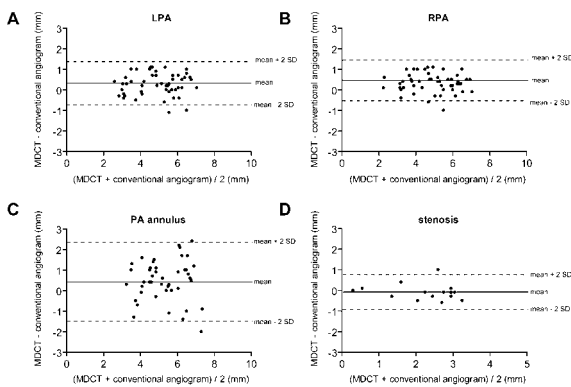 A
LPA
MDCT - conventional angiogram (mm)
3
2
1
0
-1
-2
-3
mean + 2 SD
mean
mean - 2 SD
0 2 4 6 8 10
(MDCT + conventional angiogram) / 2 (mm)
B
RPA
MDCT - conventional angiogram (mm)
3
2
1
0
-1
-2
-3
mean + 2 SD
mean
mean - 2 SD
0 2 4 6 8 10
(MDCT + conventional angiogram) / 2 (mm)
C
PA annulus
MDCT - conventional angiogram (mm)
3
2
1
0
-1
-2
-3
mean + 2 SD
mean
mean - 2 SD
0 2 4 6 8 10
(MDCT + conventional angiogram) / 2 (mm)
D
stenosis
MDCT - conventional angiogram (mm)
3
2
1
0
-1
-2
-3
mean + 2 SD
mean
mean - 2 SD
0 1 2 3 4 5
(MDCT + conventional angiogram) / 2 (mm)